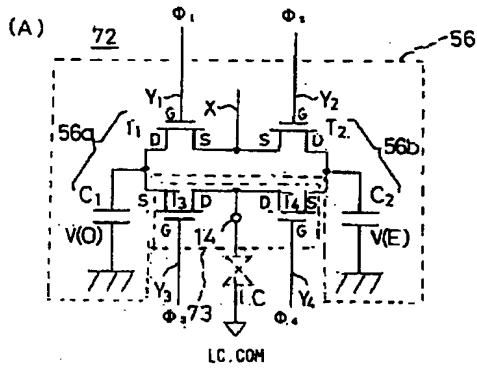 (A) 72 Φ₁ Φ₂ 56
Y₁ X Y₂
56a T₁ G G T₂ 56b
D S S D
C₁ S T₃ D D T₄ S C₂
V(O) G 14 G V(E)
Y₃ LC Y₄
Φ₃ 73 Φ₄
LC.COM